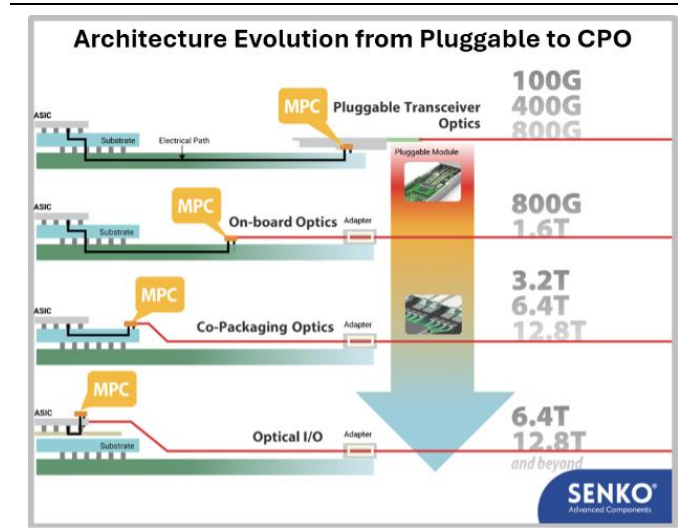 Architecture Evolution from Pluggable to CPO
ASIC
Substrate
Electrical Path
MPC
Pluggable Transceiver
Optics
Pluggable Module
100G
400G
800G
ASIC
Substrate
MPC
On-board Optics
Adapter
800G
1.6T
ASIC
MPC
Co-Packaging Optics
Adapter
3.2T
6.4T
12.8T
ASIC
Substrate
MPC
Optical I/O
Adapter
6.4T
12.8T
and beyond
SENKO®
Advanced Components